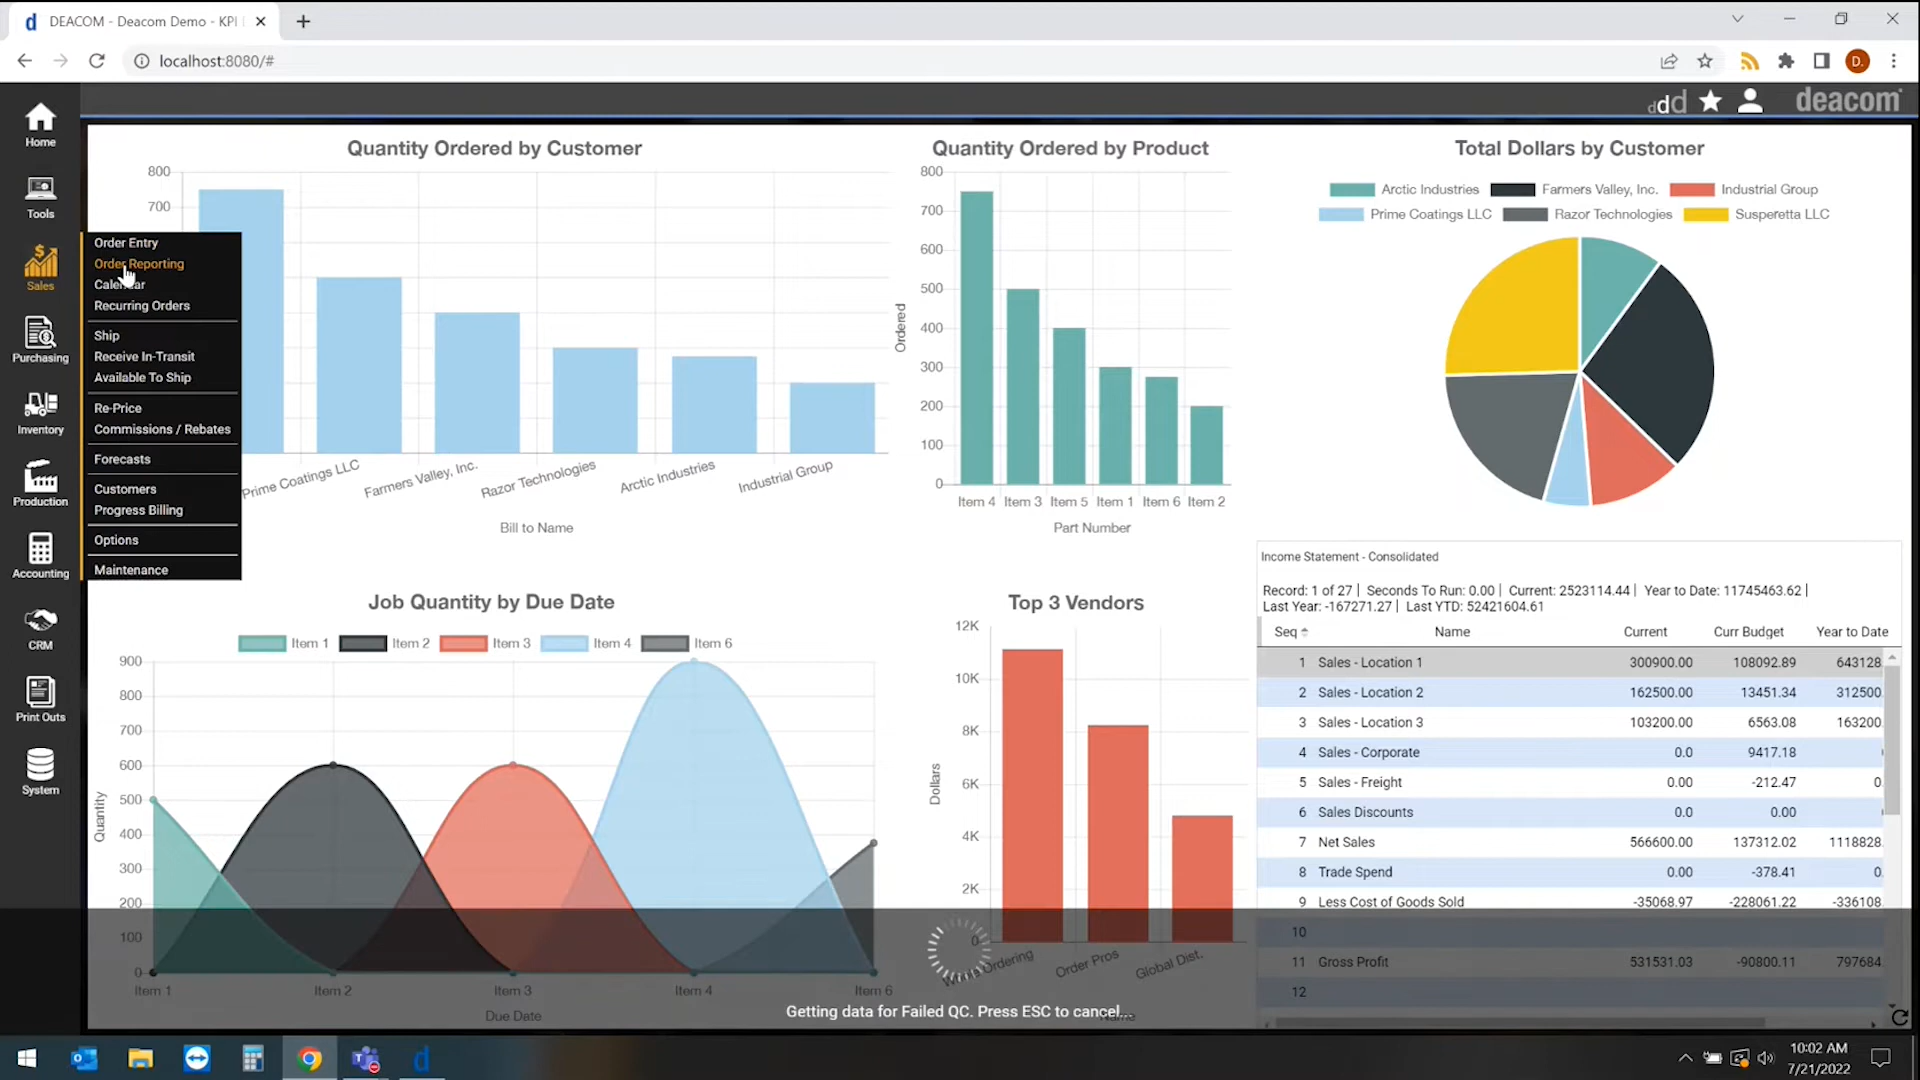 DEACOM - Deacom Demo - KPI
localhost:8080/#
D.
ddd
deacom
Home
Tools
Sales
Purchasing
Inventory
Production
Accounting
CRM
Print Outs
System
Order Entry
Order Reporting
Calendar
Recurring Orders
Ship
Receive In-Transit
Available To Ship
Re-Price
Commissions / Rebates
Forecasts
Customers
Progress Billing
Options
Maintenance
Quantity Ordered by Customer
800
700
Prime Coatings LLC
Farmers Valley, Inc.
Razor Technologies
Arctic Industries
Industrial Group
Bill to Name
Quantity Ordered by Product
800
700
600
500
400
300
200
100
0
Ordered
Item 4 Item 3 Item 5 Item 1 Item 6 Item 2
Part Number
Total Dollars by Customer
Arctic Industries Farmers Valley, Inc. Industrial Group
Prime Coatings LLC Razor Technologies Susperetta LLC
Job Quantity by Due Date
Item 1 Item 2 Item 3 Item 4 Item 6
900
800
700
600
500
400
300
200
100
0
Quantity
Item 1 Item 2 Item 3 Item 4 Item 6
Due Date
Top 3 Vendors
12K
10K
8K
6K
4K
2K
0
Dollars
Ordering
Order Pros
Global Dist.
Name
Getting data for Failed QC. Press ESC to cancel...
Income Statement - Consolidated
Record: 1 of 27 | Seconds To Run: 0.00 | Current: 2523114.44 | Year to Date: 11745463.62 |
Last Year: -167271.27 | Last YTD: 52421604.61
Seq Name Current Curr Budget Year to Date
1 Sales - Location 1 300900.00 108092.89 643128
2 Sales - Location 2 162500.00 13451.34 312500.
3 Sales - Location 3 103200.00 6563.08 163200
4 Sales - Corporate 0.0 9417.18
5 Sales - Freight 0.00 -212.47 0
6 Sales Discounts 0.0 0.00
7 Net Sales 566600.00 137312.02 1118828.
8 Trade Spend 0.00 -378.41 0
9 Less Cost of Goods Sold -35068.97 -228061.22 -336108
10
11 Gross Profit 531531.03 -90800.11 797684
12
10:02 AM
7/21/2022